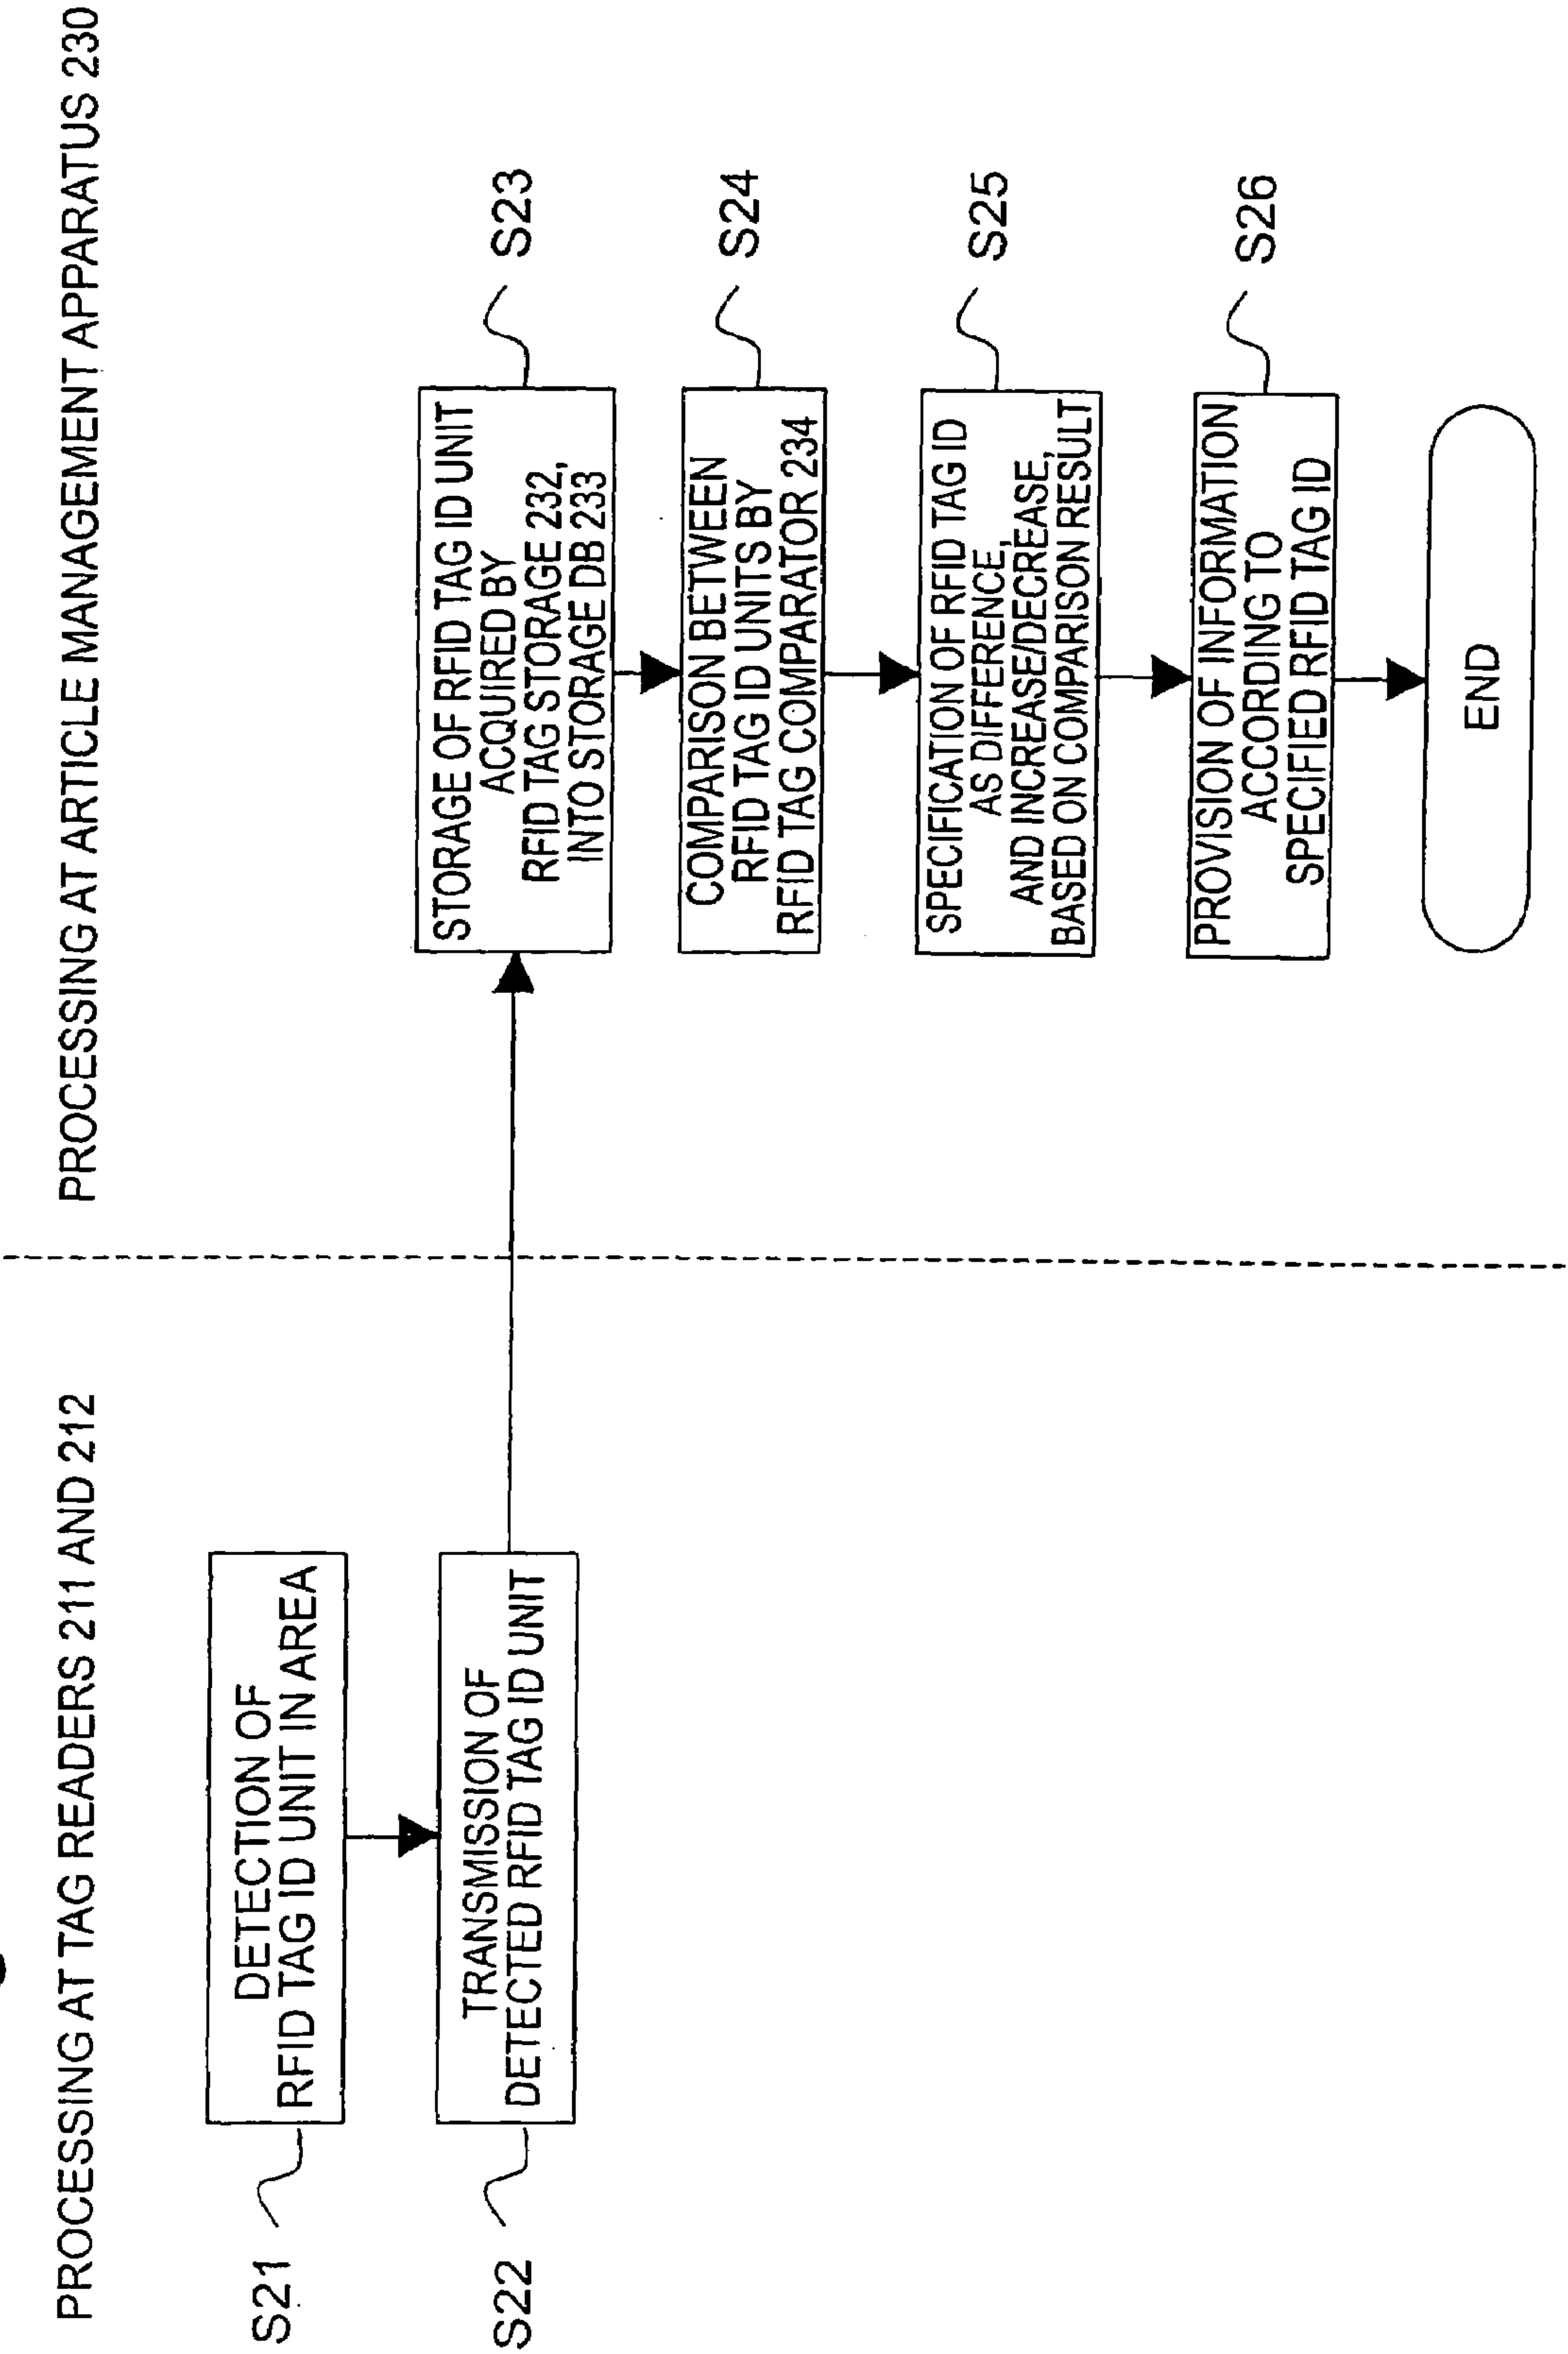 PROCESSING AT TAG READERS 211 AND 212
S21
DETECTION OF
RFID TAG ID UNIT IN AREA
S22
TRANSMISSION OF
DETECTED RFID TAG ID UNIT
PROCESSING AT ARTICLE MANAGEMENT APPARATUS 230
STORAGE OF RFID TAG ID UNIT
ACQUIRED BY
RFID TAG STORAGE 232,
INTO STORAGE DB 233
S23
COMPARISON BETWEEN
RFID TAG ID UNITS BY
RFID TAG COMPARATOR 234
S24
SPECIFICATION OF RFID TAG ID
AS DIFFERENCE,
AND INCREASE/DECREASE,
BASED ON COMPARISON RESULT
S25
PROVISION OF INFORMATION
ACCORDING TO
SPECIFIED RFID TAG ID
S26
END